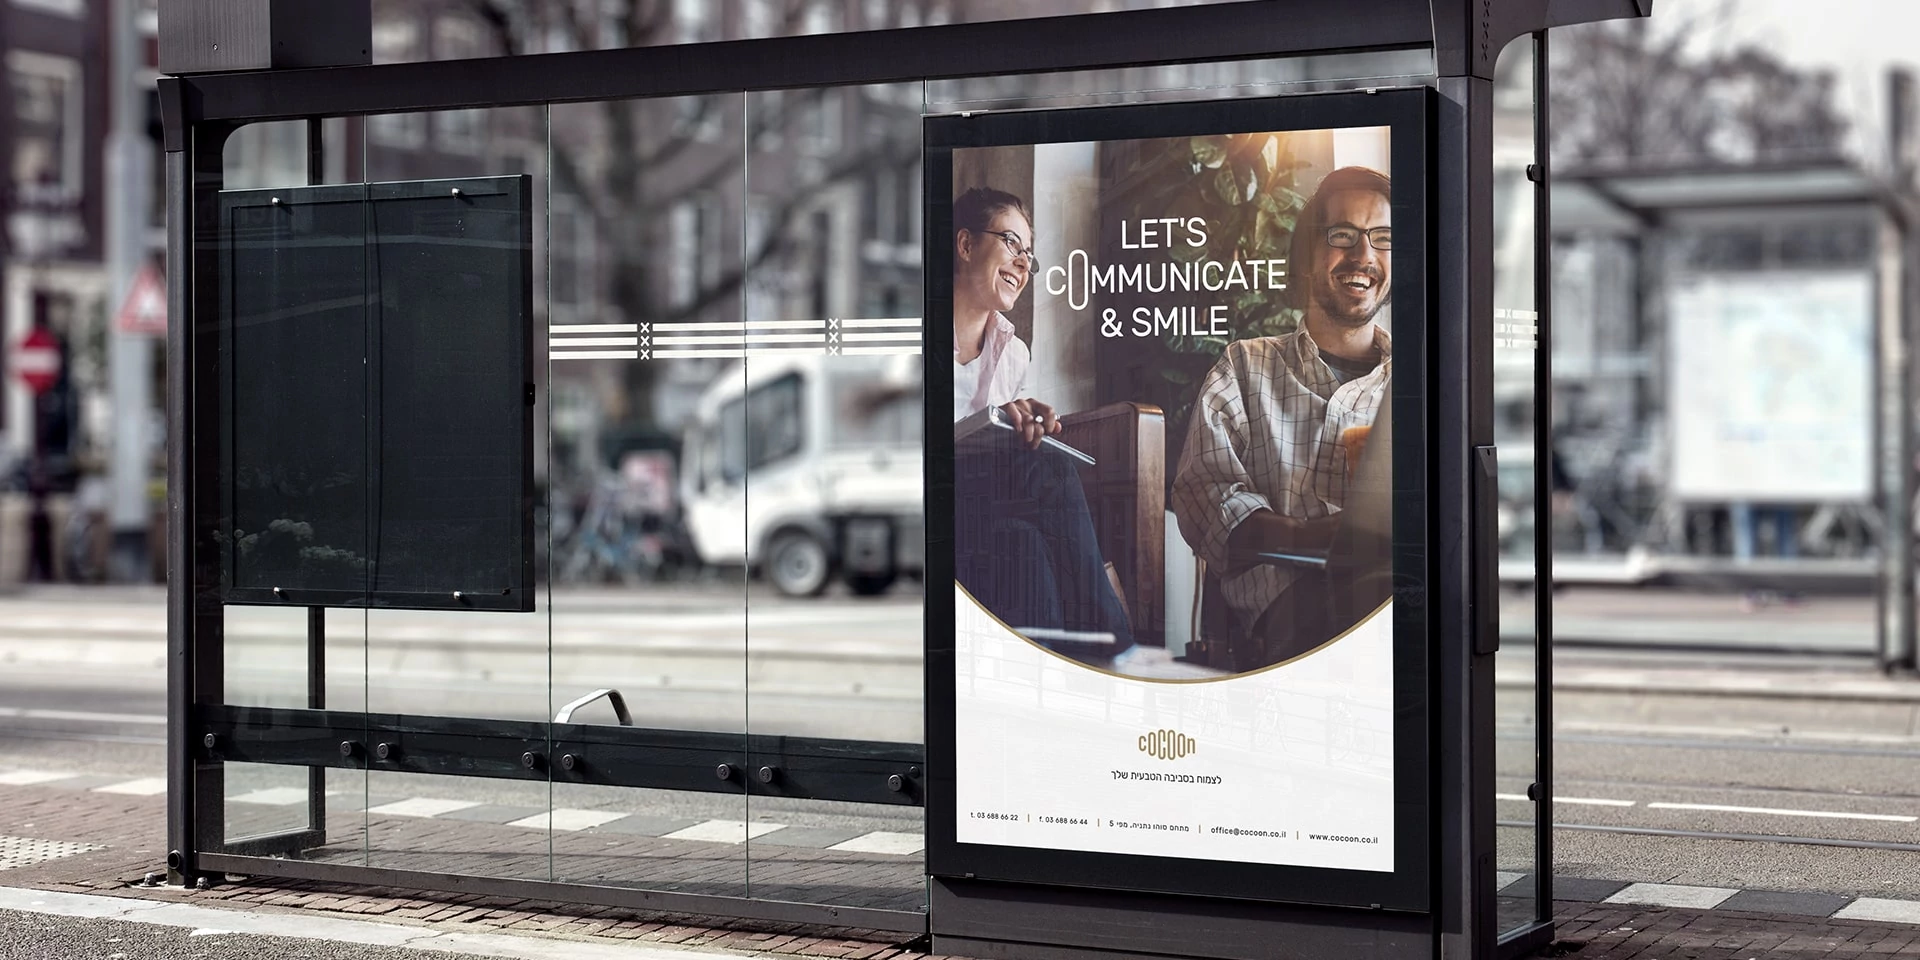 LET'S
COMMUNICATE
& SMILE
cocoon
לצמוח בסביבה הטבעית שלך
t. 03 688 66 22 | f. 03 688 66 44 | מתחם סוהו נתניה, מפי 5 | office@cocoon.co.il | www.cocoon.co.il